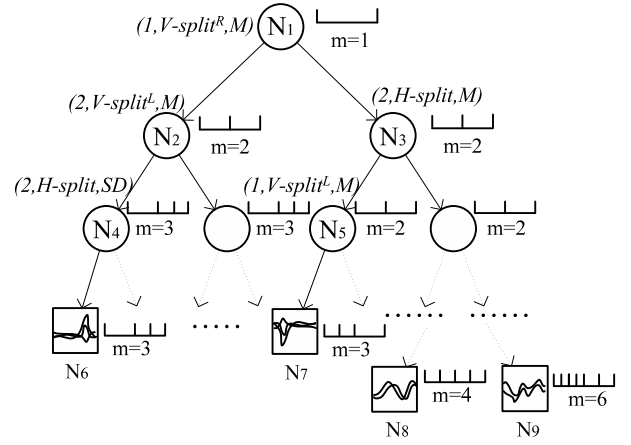 (1,V-split^R,M) N1
m=1
(2,V-split^L,M) (2,H-split,M)
N2 m=2 N3 m=2
(2,H-split,SD) (1,V-split^L,M)
N4 m=3 m=3 N5 m=2 m=2
m=3 m=3
N6 N7
m=4 m=6
N8 N9